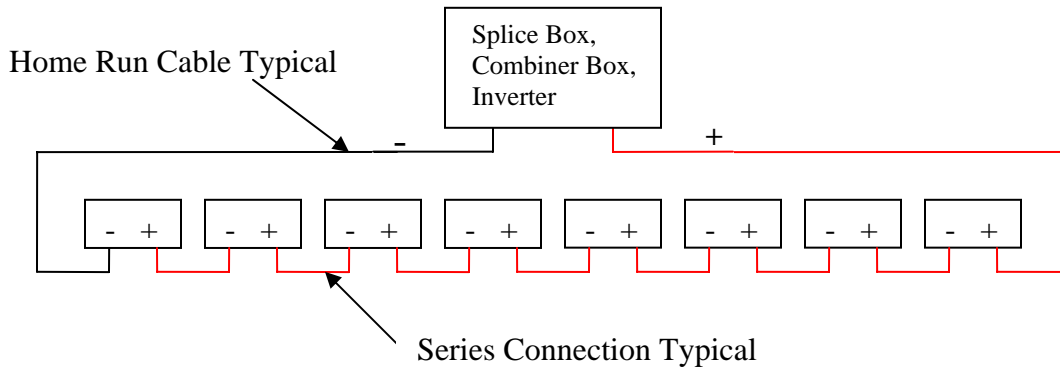 Splice Box,
Combiner Box,
Inverter
Home Run Cable Typical
- +
- + - + - + - + - + - + - + - +
Series Connection Typical